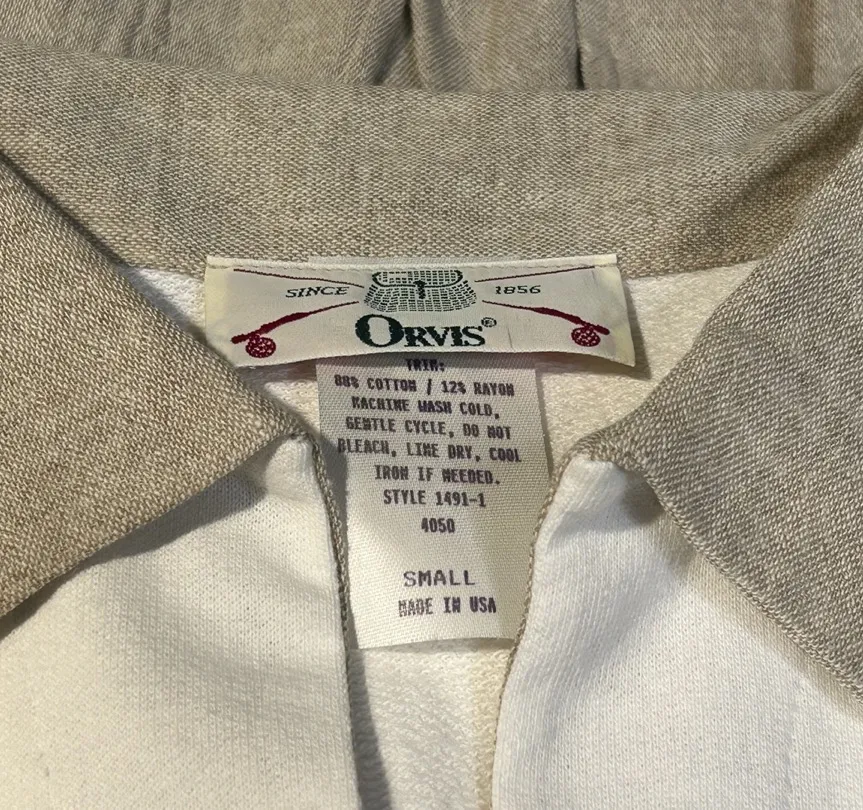 SINCE 1856
ORVIS®
TRIM:
88% COTTON / 12% RAYON
MACHINE WASH COLD,
GENTLE CYCLE, DO NOT
BLEACH, LINE DRY, COOL
IRON IF NEEDED.
STYLE 1491-1
4050
SMALL
MADE IN USA